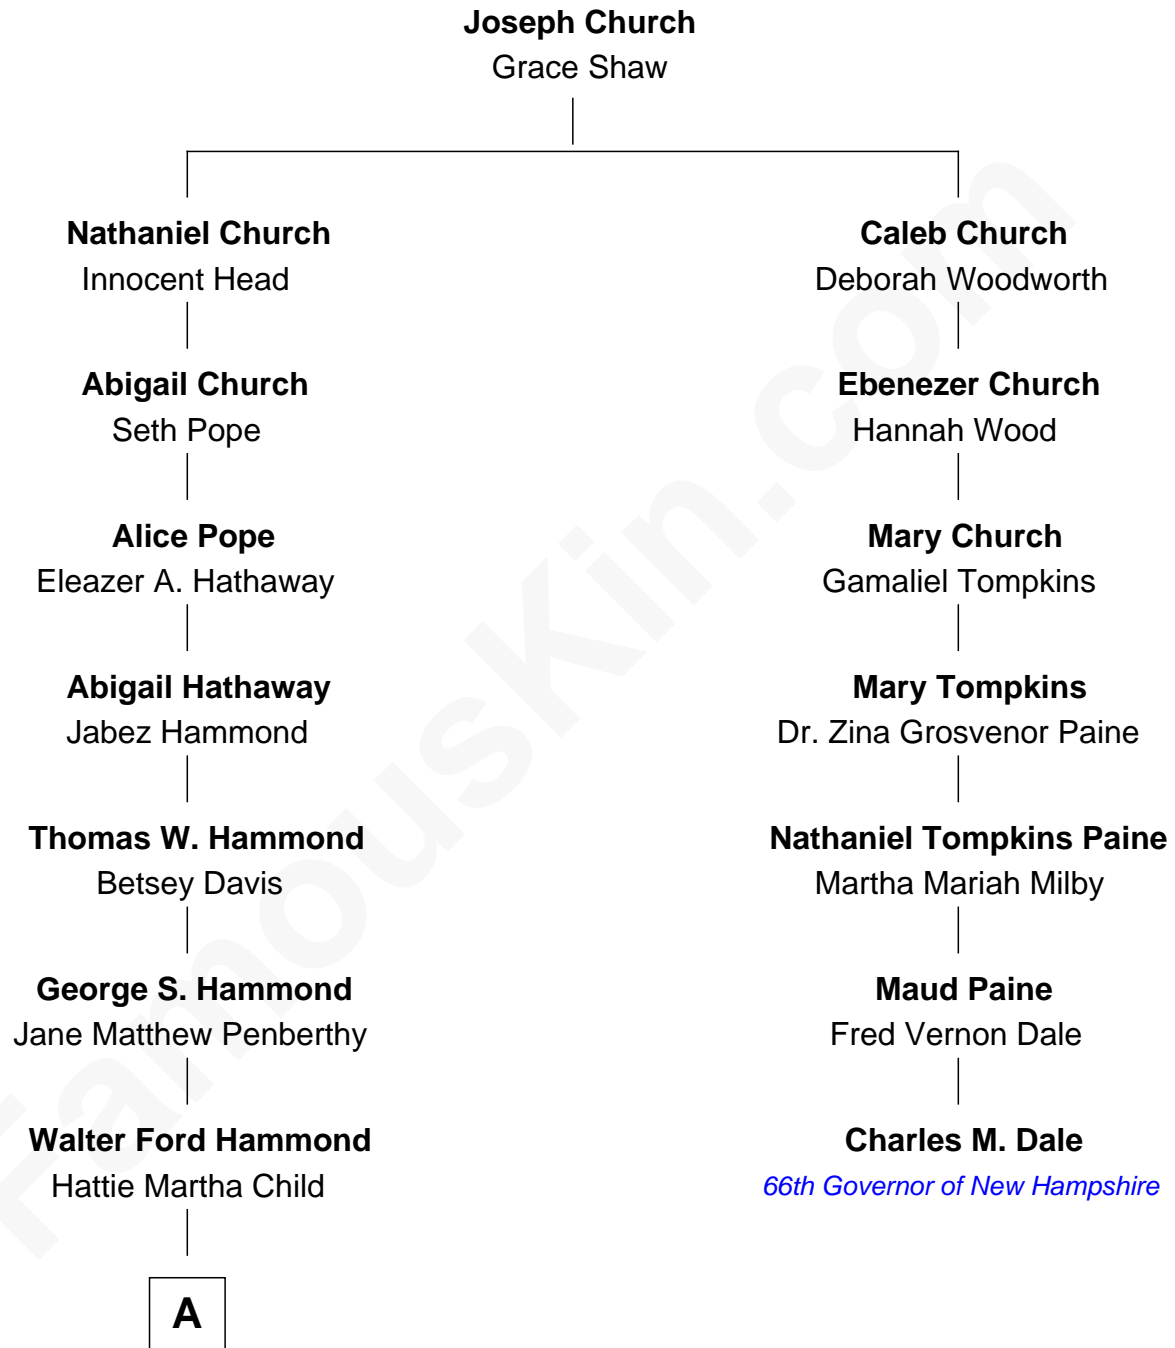 Joseph Church
Grace Shaw
Nathaniel Church
Innocent Head
Caleb Church
Deborah Woodworth
Abigail Church
Seth Pope
Ebenezer Church
Hannah Wood
Alice Pope
Eleazer A. Hathaway
Mary Church
Gamaliel Tompkins
Abigail Hathaway
Jabez Hammond
Mary Tompkins
Dr. Zina Grosvenor Paine
Thomas W. Hammond
Betsey Davis
Nathaniel Tompkins Paine
Martha Mariah Milby
George S. Hammond
Jane Matthew Penberthy
Maud Paine
Fred Vernon Dale
Walter Ford Hammond
Hattie Martha Child
Charles M. Dale
66th Governor of New Hampshire
A
FamousKin.com